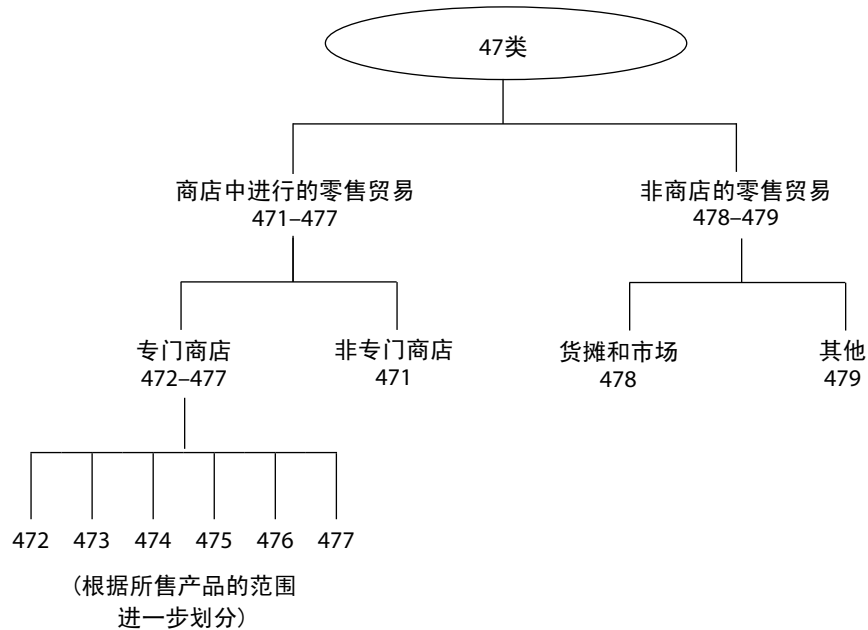 47类
商店中进行的零售贸易
471–477
非商店的零售贸易
478–479
专门商店
472–477
非专门商店
471
货摊和市场
478
其他
479
472 473 474 475 476 477
（根据所售产品的范围
进一步划分）